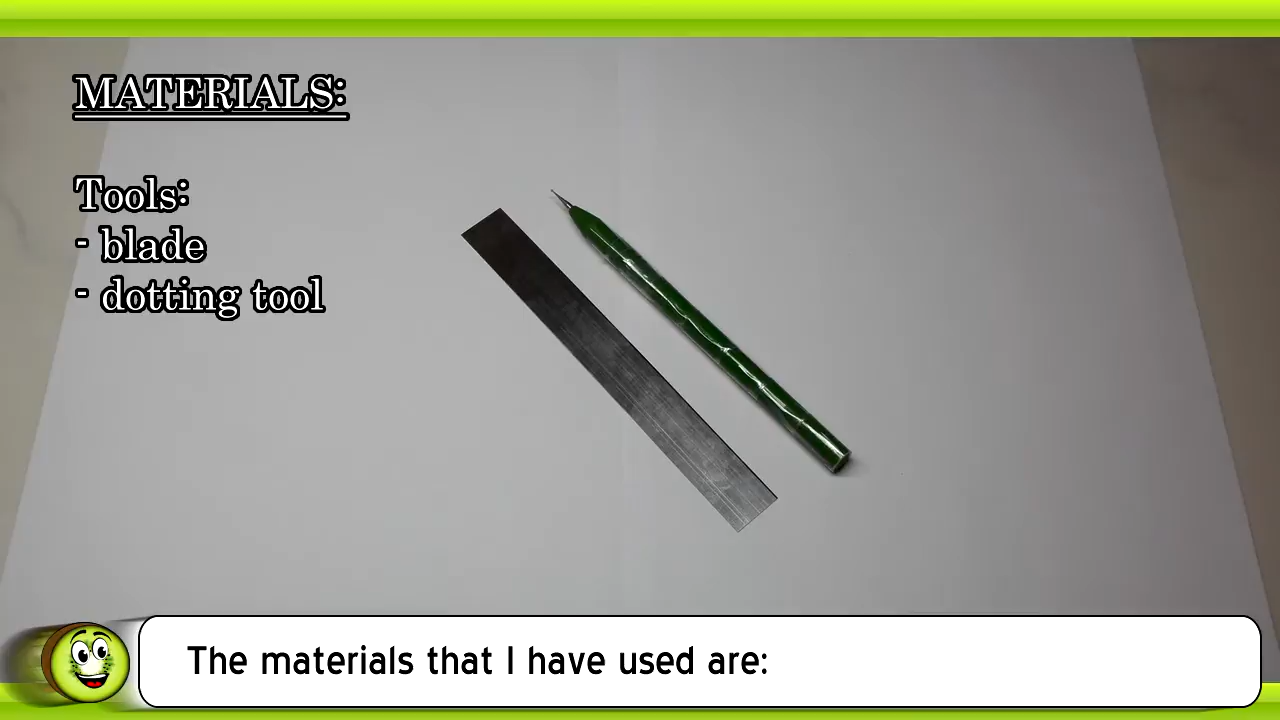 MATERIALS:
Tools:
- blade
- dotting tool
The materials that I have used are: